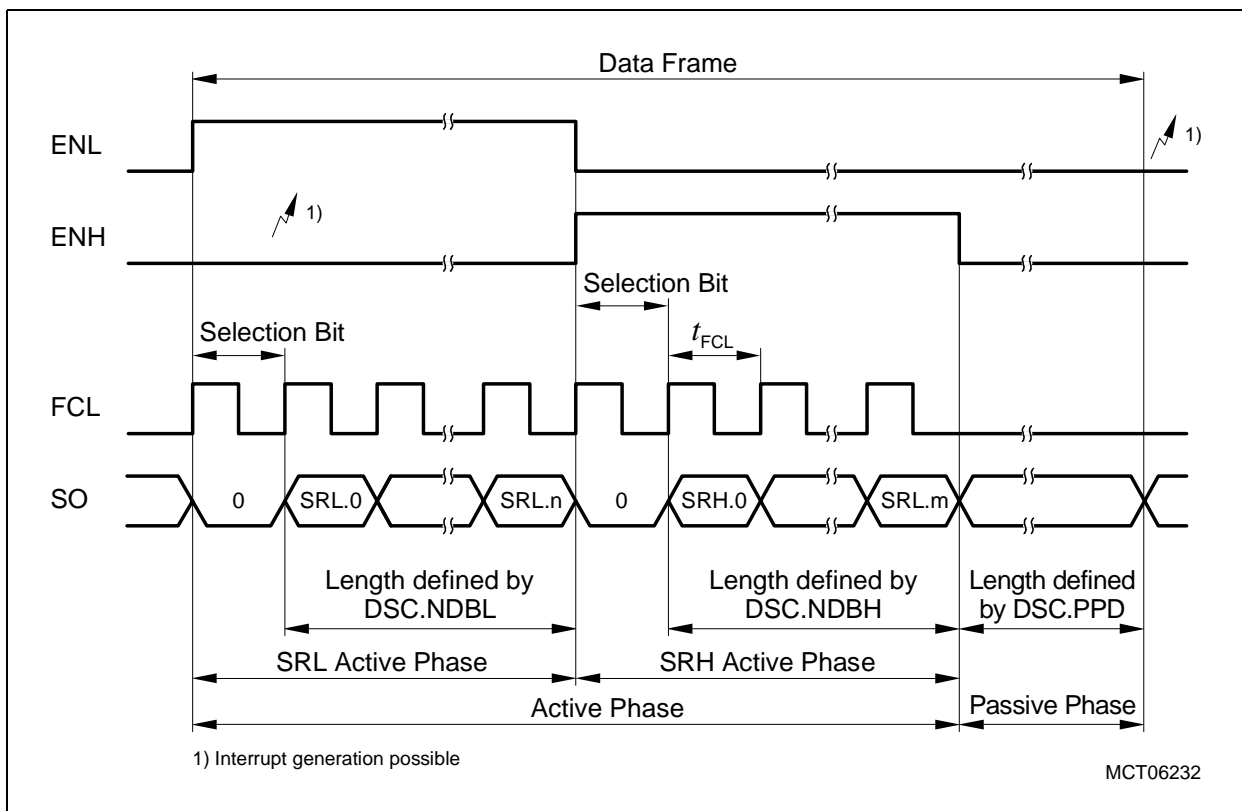 Data Frame
ENL
1)
ENH
1)
Selection Bit
Selection Bit
tFCL
FCL
SO
0
SRL.0
SRL.n
0
SRH.0
SRL.m
Length defined by
DSC.NDBL
Length defined by
DSC.NDBH
Length defined
by DSC.PPD
SRL Active Phase
SRH Active Phase
Active Phase
Passive Phase
1) Interrupt generation possible
MCT06232